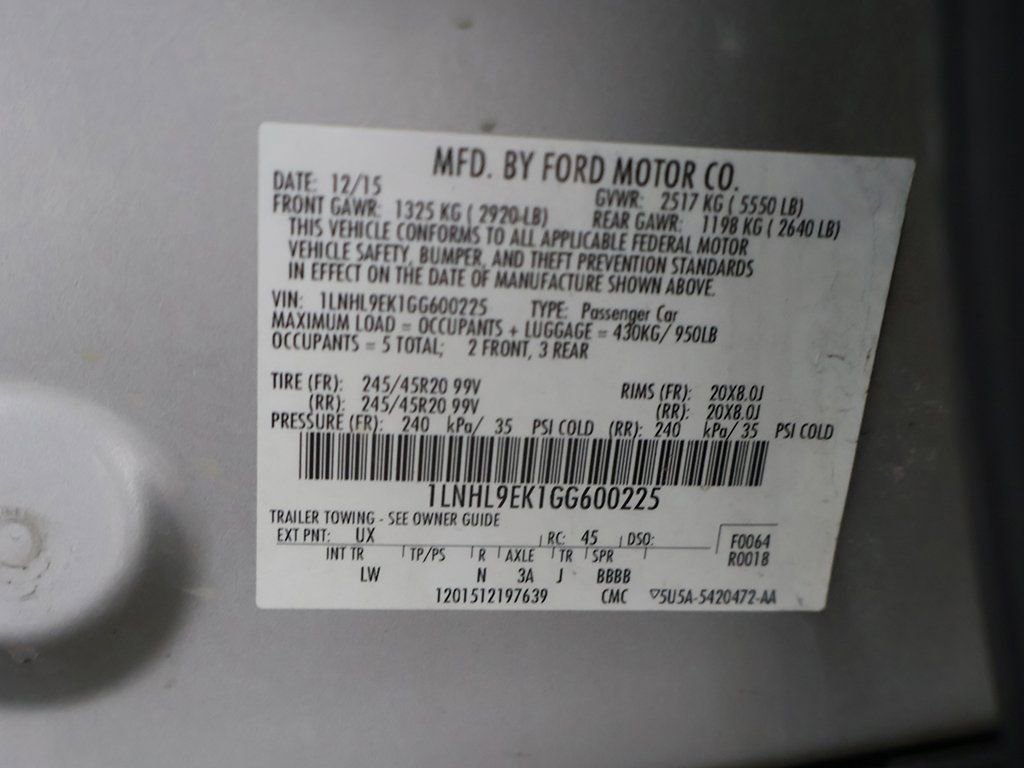 MFD. BY FORD MOTOR CO.
DATE: 12/15 GVWR: 2517 KG ( 5550 LB)
FRONT GAWR: 1325 KG ( 2920 LB) REAR GAWR: 1198 KG ( 2640 LB)
THIS VEHICLE CONFORMS TO ALL APPLICABLE FEDERAL MOTOR
VEHICLE SAFETY, BUMPER, AND THEFT PREVENTION STANDARDS
IN EFFECT ON THE DATE OF MANUFACTURE SHOWN ABOVE.
VIN: 1LNHL9EK1GG600225 TYPE: Passenger Car
MAXIMUM LOAD = OCCUPANTS + LUGGAGE = 430KG/ 950LB
OCCUPANTS = 5 TOTAL; 2 FRONT, 3 REAR
TIRE (FR): 245/45R20 99V RIMS (FR): 20X8.0J
(RR): 245/45R20 99V (RR): 20X8.0J
PRESSURE (FR): 240 kPa/ 35 PSI COLD (RR): 240 kPa/ 35 PSI COLD
1LNHL9EK1GG600225
TRAILER TOWING - SEE OWNER GUIDE
EXT PNT: UX RC: 45 DSO: F0064
INT TR TP/PS R AXLE TR SPR R0018
LW N 3A J BBBB
1201512197639 CMC ▽5U5A-5420472-AA